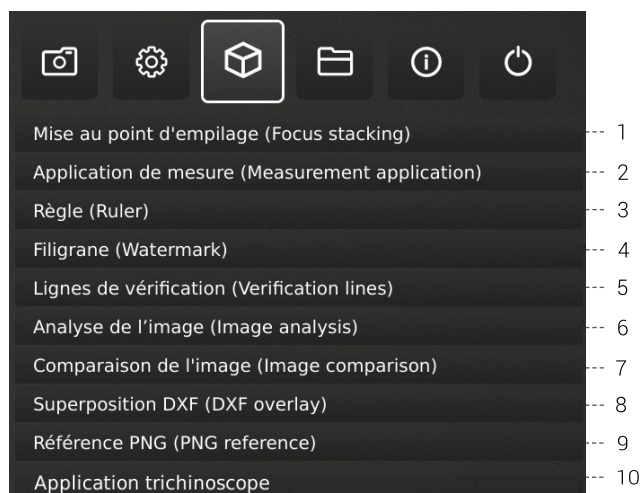 Mise au point d'empilage (Focus stacking) --- 1
Application de mesure (Measurement application) --- 2
Règle (Ruler) --- 3
Filigrane (Watermark) --- 4
Lignes de vérification (Verification lines) --- 5
Analyse de l’image (Image analysis) --- 6
Comparaison de l'image (Image comparison) --- 7
Superposition DXF (DXF overlay) --- 8
Référence PNG (PNG reference) --- 9
Application trichinoscope --- 10